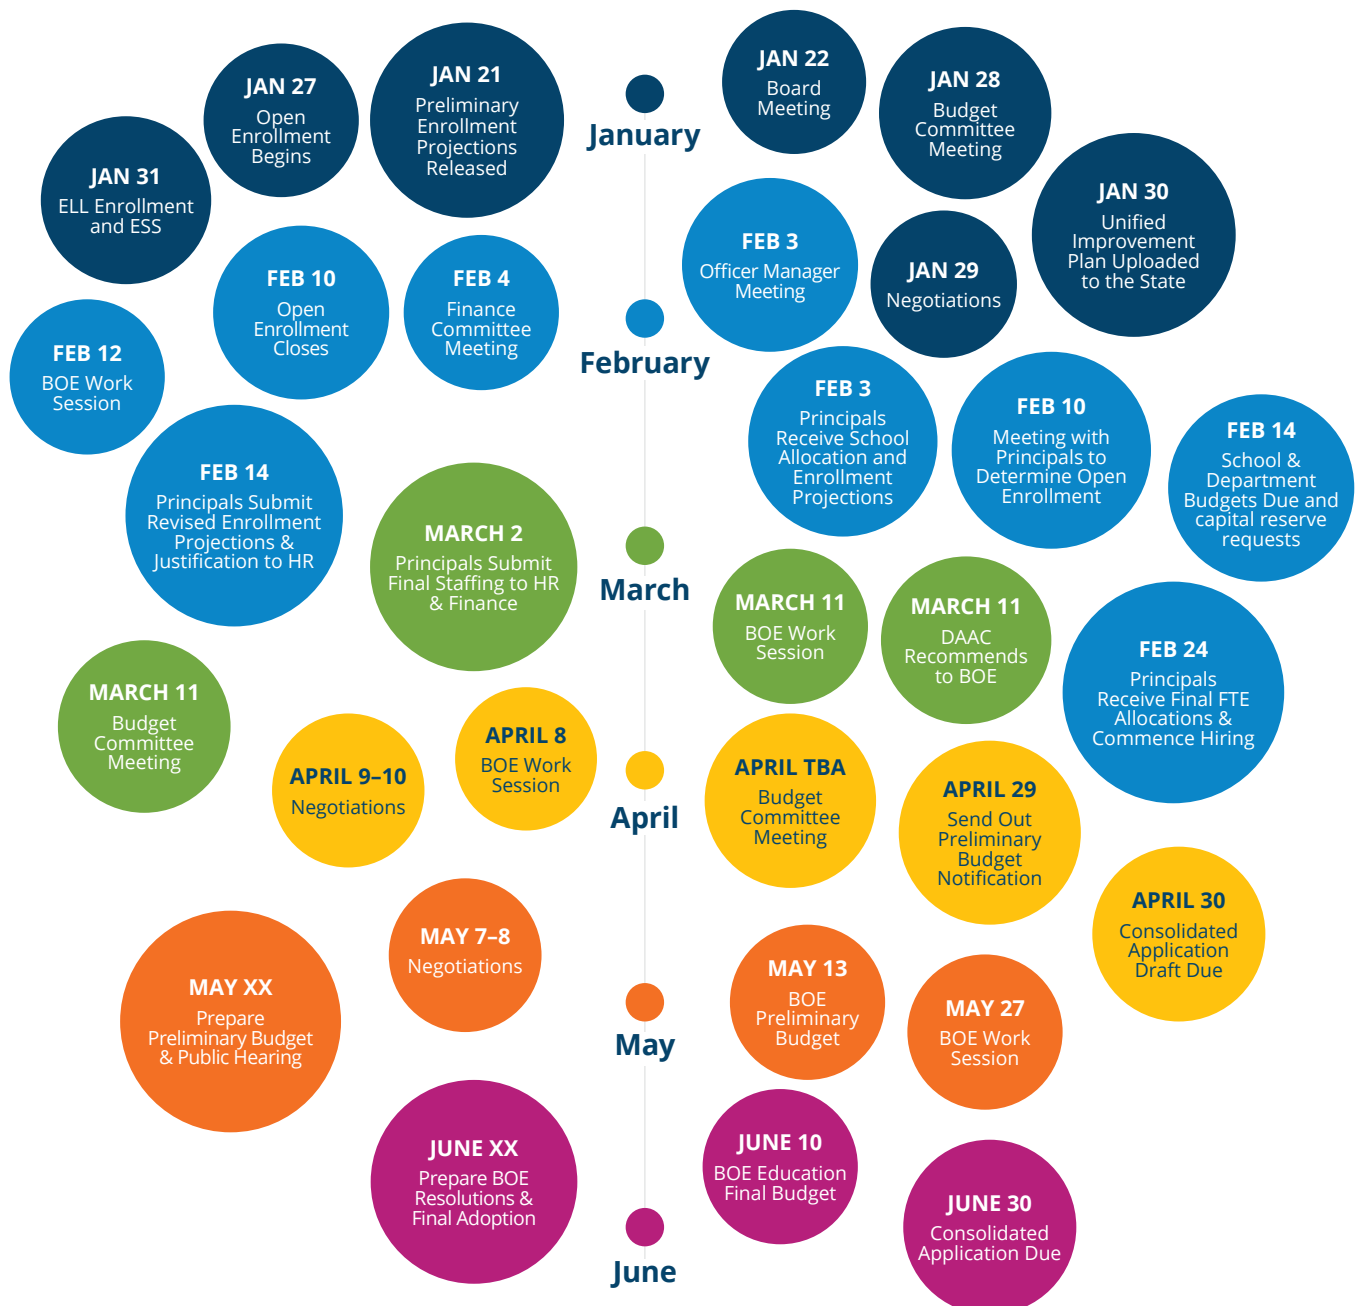 JAN 27
Open
Enrollment
Begins
JAN 21
Preliminary
Enrollment
Projections
Released
January
JAN 22
Board
Meeting
JAN 28
Budget
Committee
Meeting
JAN 31
ELL Enrollment
and ESS
JAN 30
Unified
Improvement
Plan Uploaded
to the State
FEB 10
Open
Enrollment
Closes
FEB 4
Finance
Committee
Meeting
FEB 3
Officer Manager
Meeting
JAN 29
Negotiations
February
FEB 12
BOE Work
Session
FEB 3
Principals
Receive School
Allocation and
Enrollment
Projections
FEB 10
Meeting with
Principals to
Determine Open
Enrollment
FEB 14
School &
Department
Budgets Due and
capital reserve
requests
FEB 14
Principals Submit
Revised Enrollment
Projections &
Justification to HR
MARCH 2
Principals Submit
Final Staffing to HR
& Finance
March
MARCH 11
BOE Work
Session
MARCH 11
DAAC
Recommends
to BOE
FEB 24
Principals
Receive Final FTE
Allocations &
Commence Hiring
MARCH 11
Budget
Committee
Meeting
APRIL 9–10
Negotiations
APRIL 8
BOE Work
Session
April
APRIL TBA
Budget
Committee
Meeting
APRIL 29
Send Out
Preliminary
Budget
Notification
APRIL 30
Consolidated
Application
Draft Due
MAY XX
Prepare
Preliminary Budget
& Public Hearing
MAY 7–8
Negotiations
May
MAY 13
BOE
Preliminary
Budget
MAY 27
BOE Work
Session
JUNE XX
Prepare BOE
Resolutions &
Final Adoption
June
JUNE 10
BOE Education
Final Budget
JUNE 30
Consolidated
Application Due